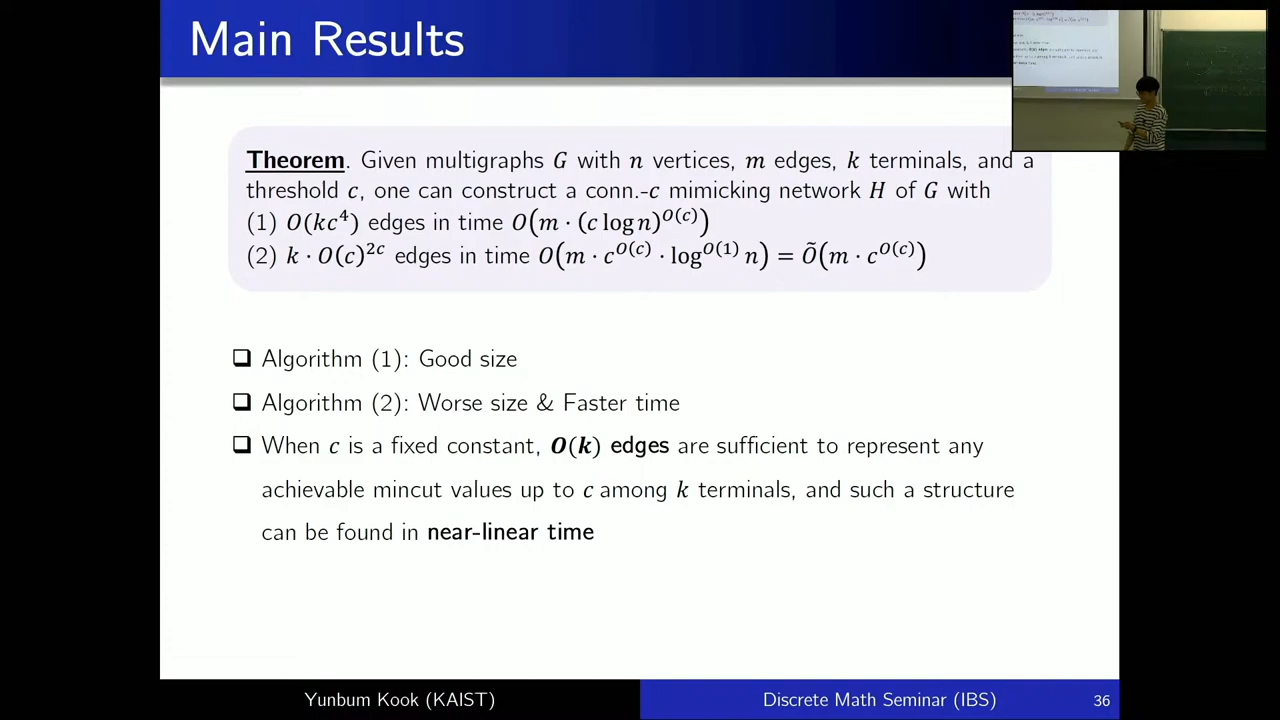 Main Results
Theorem. Given multigraphs G with n vertices, m edges, k terminals, and a
threshold c, one can construct a conn.-c mimicking network H of G with
(1) O(kc⁴) edges in time O(m · (c log n)^{O(c)})
(2) k · O(c)^{2c} edges in time O(m · c^{O(c)} · log^{O(1)} n) = Õ(m · c^{O(c)})
❑ Algorithm (1): Good size
❑ Algorithm (2): Worse size & Faster time
❑ When c is a fixed constant, O(k) edges are sufficient to represent any
achievable mincut values up to c among k terminals, and such a structure
can be found in near-linear time
Yunbum Kook (KAIST)
Discrete Math Seminar (IBS)
36